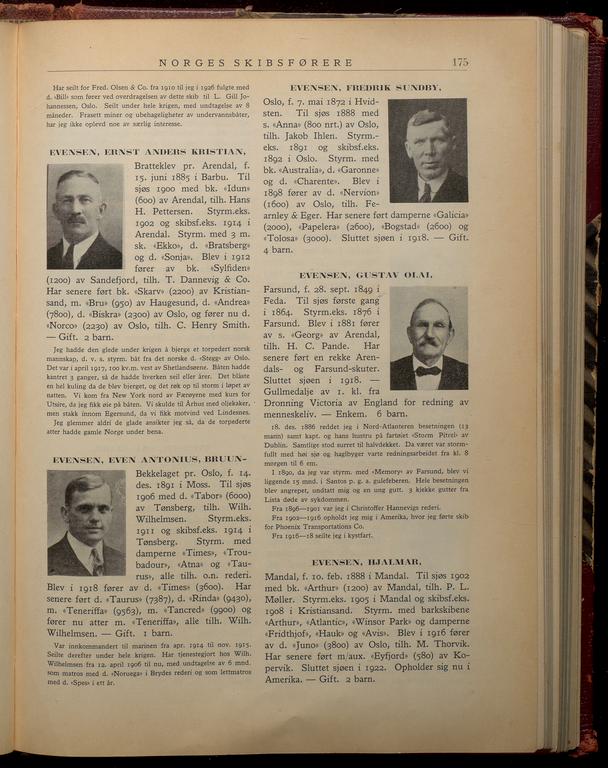 NORGES SKIBSFØRERE 175
Har seilt for Fred. Olsen & Co. fra 1910 til jeg i 1926 fulgte med
d. «Bill» som fører ved overdragelsen av dette skib til L. Gill Jo-
hannessen, Oslo. Seilt under hele krigen, med undtagelse av 8
måneder. Frasett miner og ubehageligheter av undervannsbåter,
har jeg ikke oplevd noe av særlig interesse.
EVENSEN, ERNST ANDERS KRISTIAN,
Bratteklev pr. Arendal, f.
15. juni 1885 i Barbu. Til
sjøs 1900 med bk. «Idun»
(600) av Arendal, tilh. Hans
H. Pettersen. Styrm.eks.
1902 og skibsf.eks. 1914 i
Arendal. Styrm. med 3 m.
sk. «Ekko», d. «Bratsberg»
og d. «Sonja». Blev i 1912
fører av bk. «Sylfiden»
(1200) av Sandefjord, tilh. T. Dannevig & Co.
Har senere ført bk. «Skarv» (2200) av Kristian-
sand, m. «Bru» (950) av Haugesund, d. «Andrea»
(7800), d. «Biskra» (2300) av Oslo, og fører nu d.
«Norco» (2230) av Oslo, tilh. C. Henry Smith.
— Gift. 2 barn.
Jeg hadde den glede under krigen å bjerge et torpedert norsk
mannskap, d. v. s. styrm. båt fra det norske d. «Stegg» av Oslo.
Det var i april 1917, 100 kv.m. vest av Shetlandsøene. Båten hadde
kantret 3 ganger, så de hadde hverken seil eller årer. Det blåste
en hel kuling da de blev bjerget, og det røk op til storm i løpet av
natten. Vi kom fra New York nord av Færøyene med kurs for
Utsire, da jeg fikk øie på båten. Vi skulde til Århus med oljekaker,
men stakk innom Egersund, da vi fikk motvind ved Lindesnes.
Jeg glemmer aldri de glade ansikter jeg så, da de torpederte
atter hadde gamle Norge under bena.
EVENSEN, EVEN ANTONIUS, BRUUN-
Bekkelaget pr. Oslo, f. 14.
des. 1891 i Moss. Til sjøs
1906 med d. «Tabor» (6000)
av Tønsberg, tilh. Wilh.
Wilhelmsen. Styrm.eks.
1911 og skibsf.eks. 1914 i
Tønsberg. Styrm. med
damperne «Times», «Trou-
badour», «Atna» og «Tau-
rus», alle tilh. o.n. rederi.
Blev i 1918 fører av d. «Times» (3600). Har
senere ført d. «Taurus» (7387), d. «Rinda» (9430),
m. «Teneriffa» (9563), m. «Tancred» (9900) og
fører nu atter m. «Teneriffa», alle tilh. Wilh.
Wilhelmsen. — Gift. 1 barn.
Var innkommandert til marinen fra apr. 1914 til nov. 1915.
Seilte derefter under hele krigen. Har tjenestegjort hos Wilh.
Wilhelmsen fra 12. april 1906 til nu, med undtagelse av 6 mnd.
som matros med d. «Noruega» i Brydes rederi og som lettmatros
med d. «Spes» i ett år.
EVENSEN, FREDRIK SUNDBY,
Oslo, f. 7. mai 1872 i Hvid-
sten. Til sjøs 1888 med
s. «Anna» (800 nrt.) av Oslo,
tilh. Jakob Ihlen. Styrm.-
eks. 1891 og skibsf.eks.
1892 i Oslo. Styrm. med
bk. «Australia», d. «Garonne»
og d. «Charente». Blev i
1898 fører av d. «Nervion»
(1600) av Oslo, tilh. Fe-
arnley & Eger. Har senere ført damperne «Galicia»
(2000), «Papelera» (2600), «Bogstad» (2600) og
«Tolosa» (3000). Sluttet sjøen i 1918. — Gift.
4 barn.
EVENSEN, GUSTAV OLAI,
Farsund, f. 28. sept. 1849 i
Feda. Til sjøs første gang
i 1864. Styrm.eks. 1876 i
Farsund. Blev i 1881 fører
av s. «Georg» av Arendal,
tilh. H. C. Pande. Har
senere ført en rekke Aren-
dals- og Farsund-skuter.
Sluttet sjøen i 1918. —
Gullmedalje av 1. kl. fra
Dronning Victoria av England for redning av
menneskeliv. — Enkem. 6 barn.
18. des. 1886 reddet jeg i Nord-Atlanteren besetningen (13
mann) samt kapt. og hans hustru på fartøiet «Storm Pitrel» av
Dublin. Samtlige stod surret til halvdekket. Da været var storm-
fullt med høi sjø og haglbyger varte redningsarbeidet fra kl. 8
morgen til 6 em.
I 1890, da jeg var styrm. med «Memory» av Farsund, blev vi
liggende 15 mnd. i Santos p. g. a. gulefeberen. Hele besetningen
blev angrepet, undtatt mig og en ung gutt. 3 kjekke gutter fra
Lista døde av sykdommen.
Fra 1896—1901 var jeg i Christoffer Hannevigs rederi.
Fra 1902—1916 opholdt jeg mig i Amerika, hvor jeg førte skib
for Phoenix Transportations Co.
Fra 1916—18 seilte jeg i kystfart.
EVENSEN, HJALMAR,
Mandal, f. 10. feb. 1888 i Mandal. Til sjøs 1902
med bk. «Arthur» (1200) av Mandal, tilh. P. L.
Møller. Styrm.eks. 1905 i Mandal og skibsf.eks.
1908 i Kristiansand. Styrm. med barkskibene
«Arthur», «Atlantic», «Winsor Park» og damperne
«Fridthjof», «Hauk» og «Avis». Blev i 1916 fører
av d. «Juno» (3800) av Oslo, tilh. M. Thorvik.
Har senere ført m/aux. «Eyfjord» (580) av Ko-
pervik. Sluttet sjøen i 1922. Opholder sig nu i
Amerika. — Gift. 2 barn.